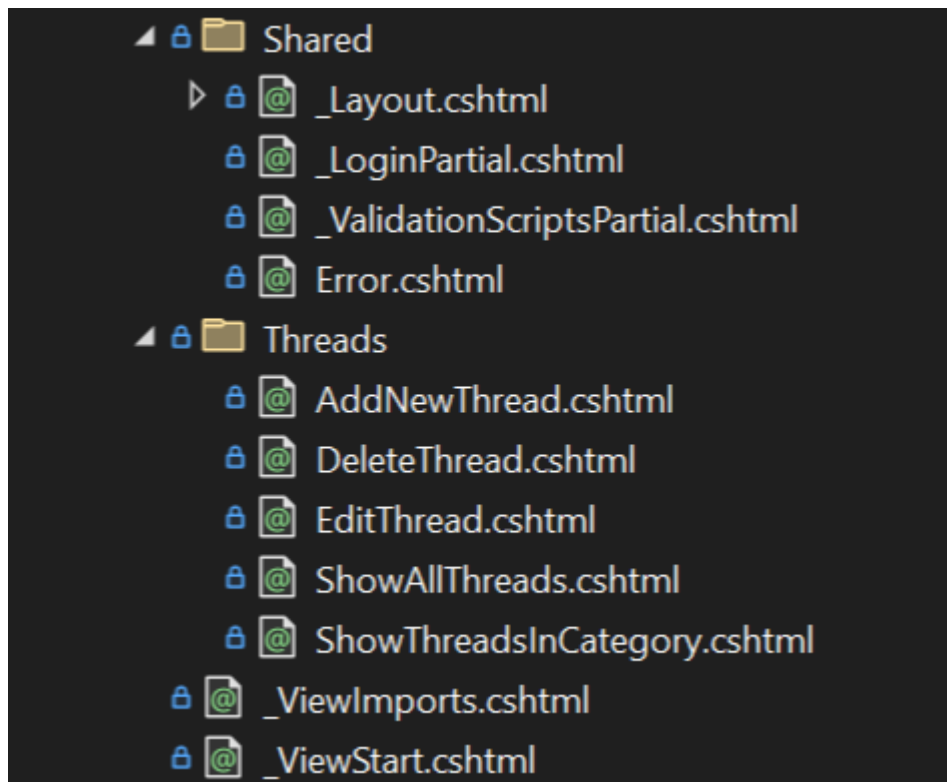 Shared
_Layout.cshtml
_LoginPartial.cshtml
_ValidationScriptsPartial.cshtml
Error.cshtml
Threads
AddNewThread.cshtml
DeleteThread.cshtml
EditThread.cshtml
ShowAllThreads.cshtml
ShowThreadsInCategory.cshtml
_ViewImports.cshtml
_ViewStart.cshtml